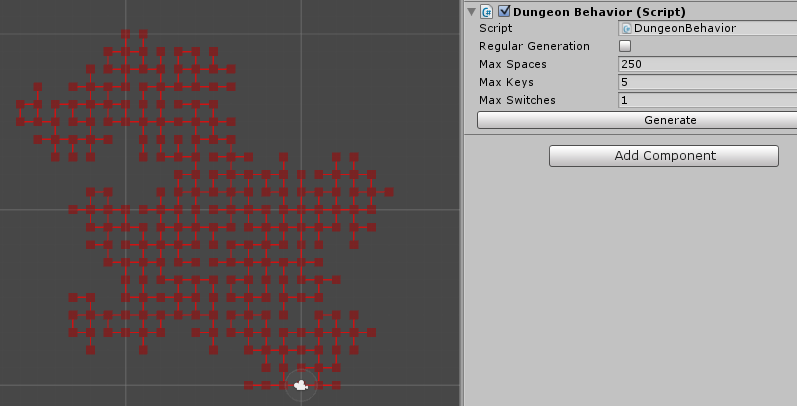 Dungeon Behavior (Script)
Script DungeonBehavior
Regular Generation
Max Spaces 250
Max Keys 5
Max Switches 1
Generate
Add Component